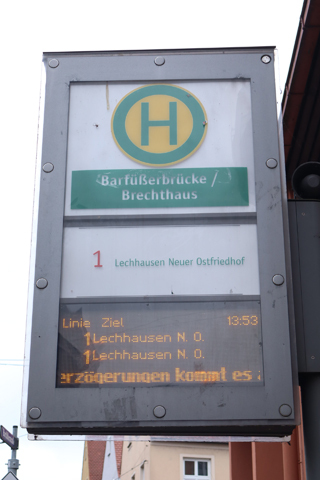 H
Barfüßerbrücke /
Brechthaus
1 Lechhausen Neuer Ostfriedhof
Linie Ziel 13:53
1 Lechhausen N. O.
1 Lechhausen N. O.
erzögerungen kommt es